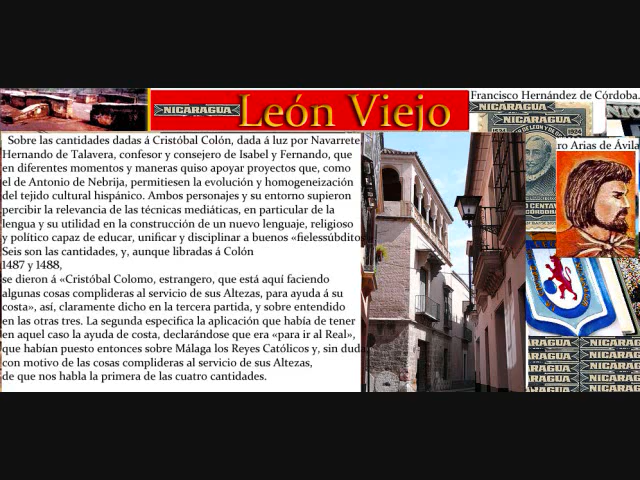 NICARAGUA
León Viejo
Francisco Hernández de Córdoba.
NICARAGUA
Sobre las cantidades dadas á Cristóbal Colón, dada á luz por Navarrete
Hernando de Talavera, confesor y consejero de Isabel y Fernando, que
en diferentes momentos y maneras quiso apoyar proyectos que, como
el de Antonio de Nebrija, permitiesen la evolución y homogeneización
del tejido cultural hispánico. Ambos personajes y su entorno supieron
percibir la relevancia de las técnicas mediáticas, en particular de la
lengua y su utilidad en la construcción de un nuevo lenguaje, religioso
y político capaz de educar, unificar y disciplinar a buenos «fielessúbdito
Seis son las cantidades, y, aunque libradas á Colón
1487 y 1488,
se dieron á «Cristóbal Colomo, estrangero, que está aquí faciendo
algunas cosas complideras al servicio de sus Altezas, para ayuda á su
costa», así, claramente dicho en la tercera partida, y sobre entendido
en las otras tres. La segunda especifica la aplicación que había de tener
en aquel caso la ayuda de costa, declarándose que era «para ir al Real»,
que habían puesto entonces sobre Málaga los Reyes Católicos y, sin dud
con motivo de las cosas complideras al servicio de sus Altezas,
de que nos habla la primera de las cuatro cantidades.
ro Arias de Ávila
NICARAGUA
NICARAGUA
NICARAGUA
NICARAGUA